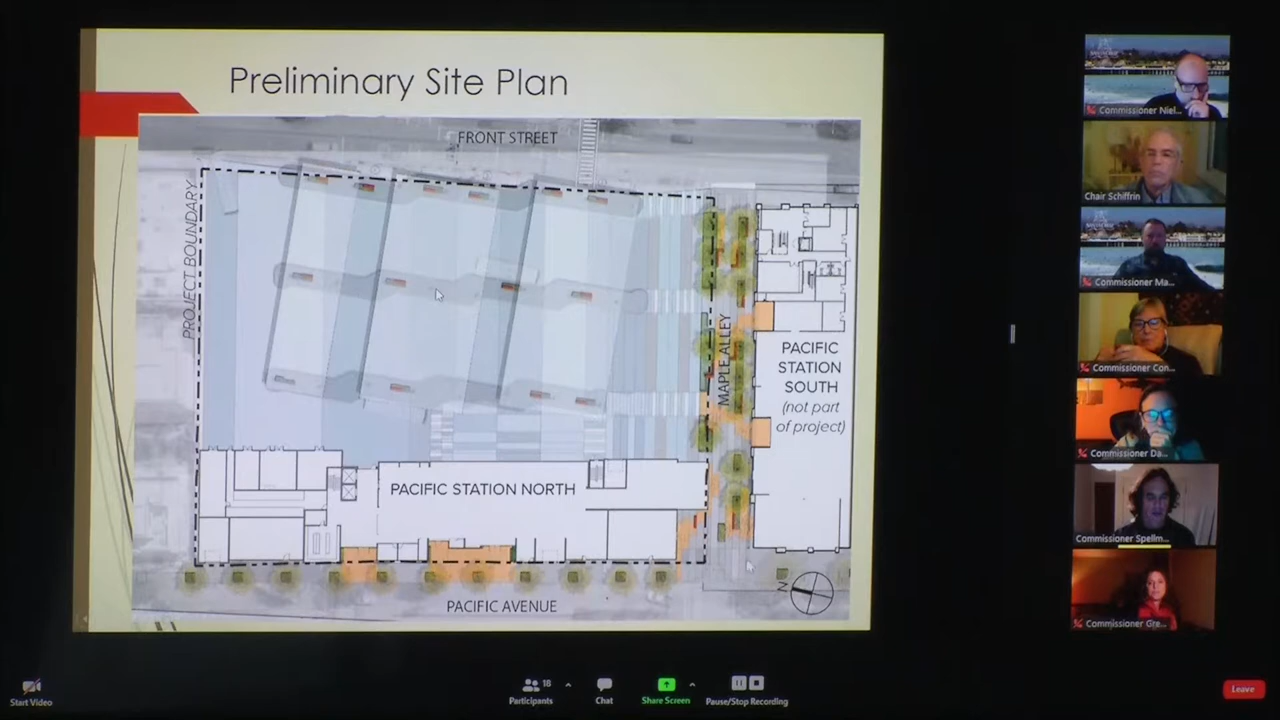 Preliminary Site Plan
FRONT STREET
PROJECT BOUNDARY
MAPLE ALLEY
PACIFIC
STATION
SOUTH
(not part
of project)
PACIFIC STATION NORTH
PACIFIC AVENUE
N
Commissioner Niel...
Chair Schiffrin
Commissioner Ma...
Commissioner Con...
Commissioner Da...
Commissioner Spellm...
Commissioner Gre...
Start Video
Participants
18
Chat
Share Screen
Pause/Stop Recording
Leave